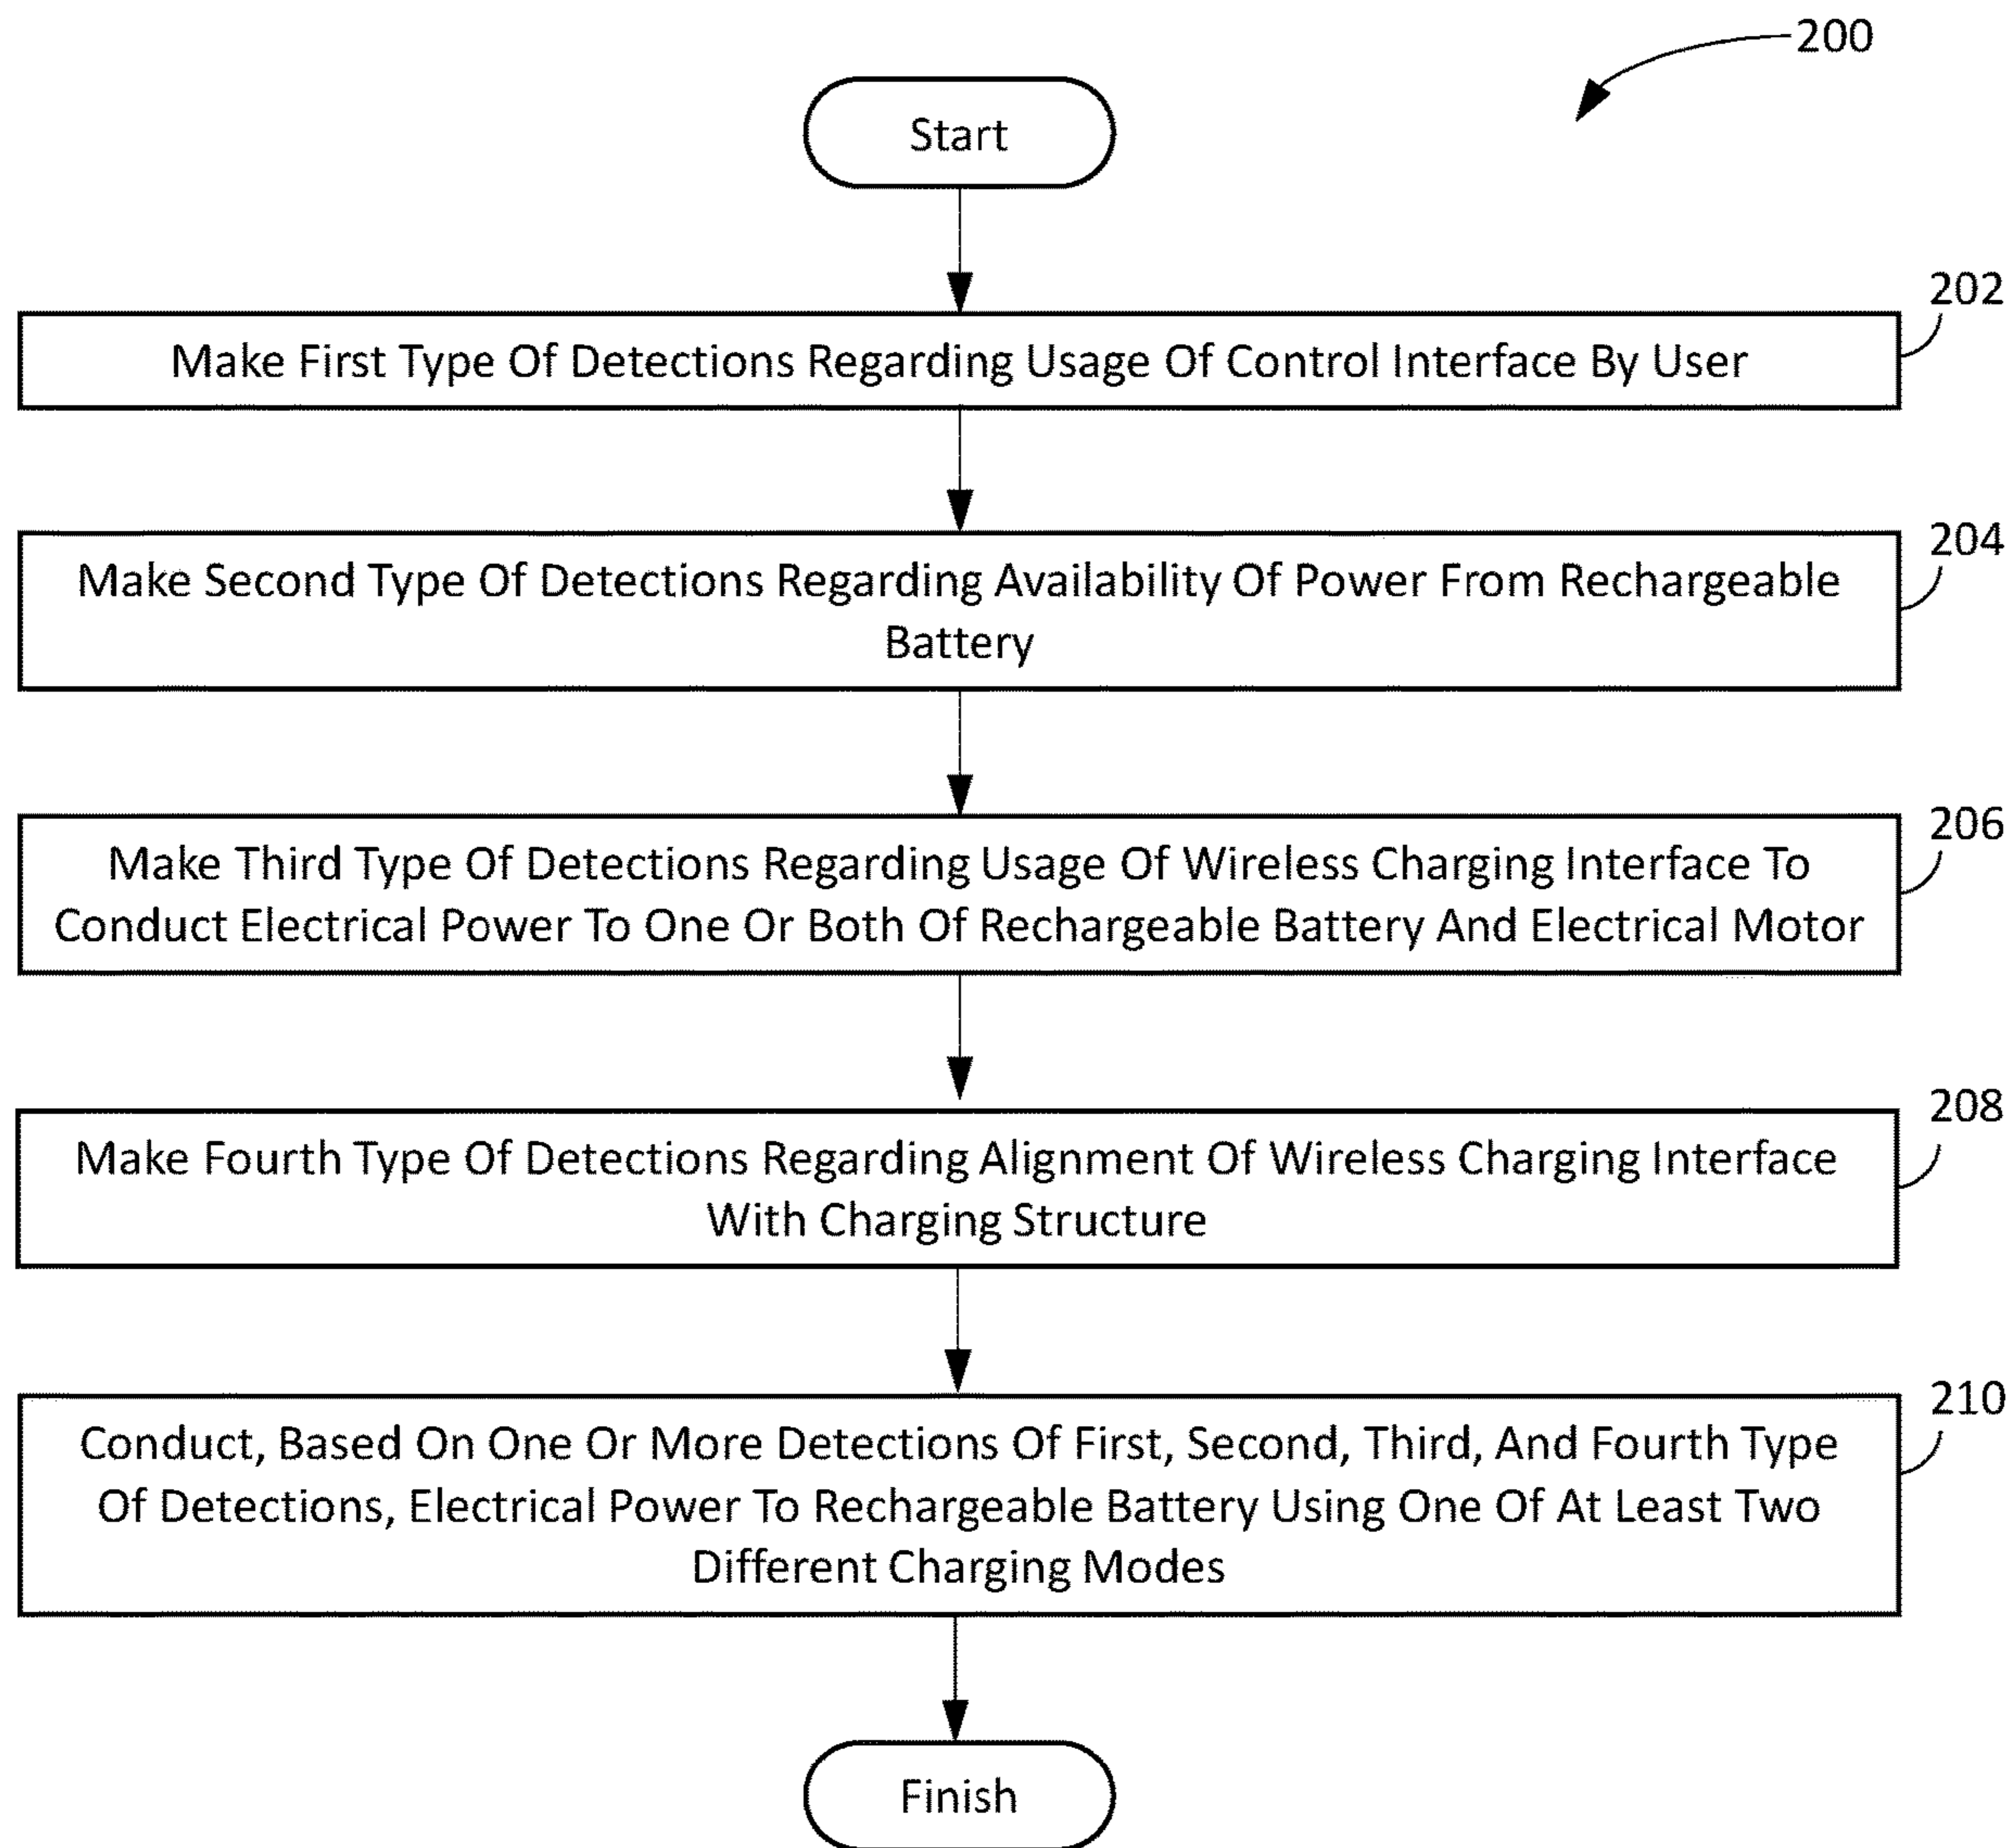 200
Start
202
Make First Type Of Detections Regarding Usage Of Control Interface By User
204
Make Second Type Of Detections Regarding Availability Of Power From Rechargeable
Battery
206
Make Third Type Of Detections Regarding Usage Of Wireless Charging Interface To
Conduct Electrical Power To One Or Both Of Rechargeable Battery And Electrical Motor
208
Make Fourth Type Of Detections Regarding Alignment Of Wireless Charging Interface
With Charging Structure
210
Conduct, Based On One Or More Detections Of First, Second, Third, And Fourth Type
Of Detections, Electrical Power To Rechargeable Battery Using One Of At Least Two
Different Charging Modes
Finish